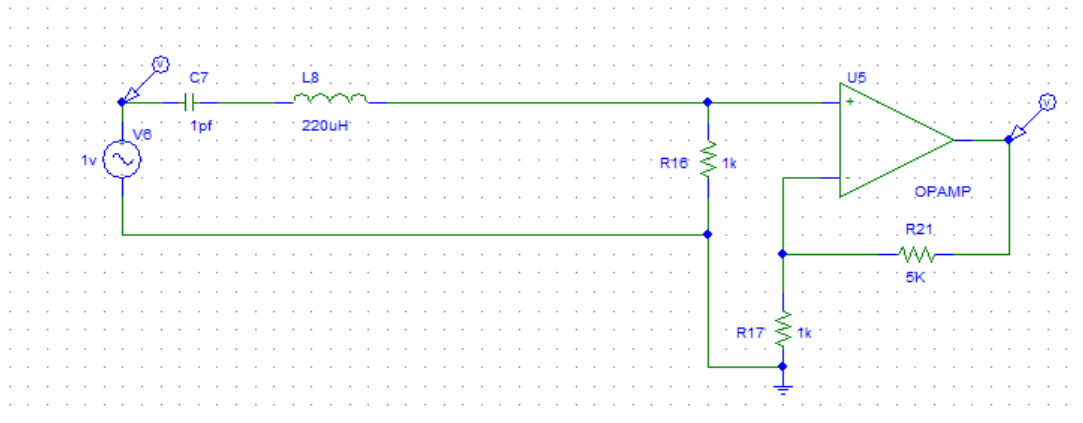 V
C7
L8
U5
V
1pf
220uH
+
V6
1v
R16
1k
-
OPAMP
R21
5K
R17
1k